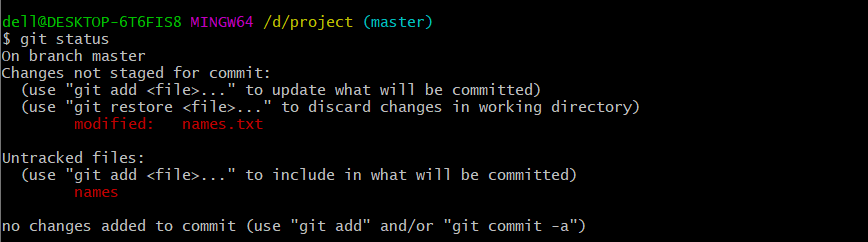 dell@DESKTOP-6T6FIS8 MINGW64 /d/project (master)
$ git status
On branch master
Changes not staged for commit:
  (use "git add <file>..." to update what will be committed)
  (use "git restore <file>..." to discard changes in working directory)
        modified:   names.txt

Untracked files:
  (use "git add <file>..." to include in what will be committed)
        names

no changes added to commit (use "git add" and/or "git commit -a")